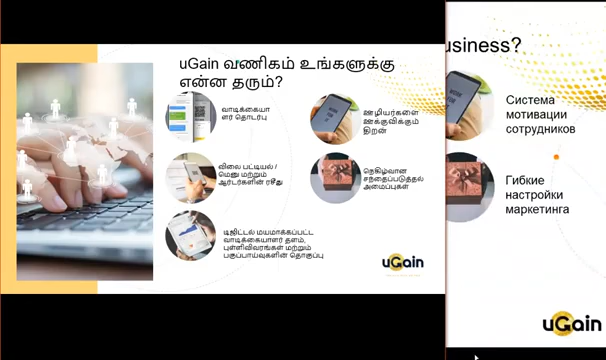 uGain வணிகம் உங்களுக்கு
என்ன தரும்?
வாடிக்கையா
ளர் தொடர்பு
ஊழியர்களை
ஊக்குவிக்கும்
திறன்
விலை பட்டியல் /
மெனு மற்றும்
ஆர்டர்களின் ரசீது
நெகிழ்வான
சந்தைப்படுத்தல்
அமைப்புகள்
டிஜிட்டல் மயமாக்கப்பட்ட
வாடிக்கையாளர் தளம்,
புள்ளிவிவரங்கள் மற்றும்
பகுப்பாய்வுகளின் தொகுப்பு
uGain
usiness?
Система
мотивации
сотрудников
Гибкие
настройки
маркетинга
uGain